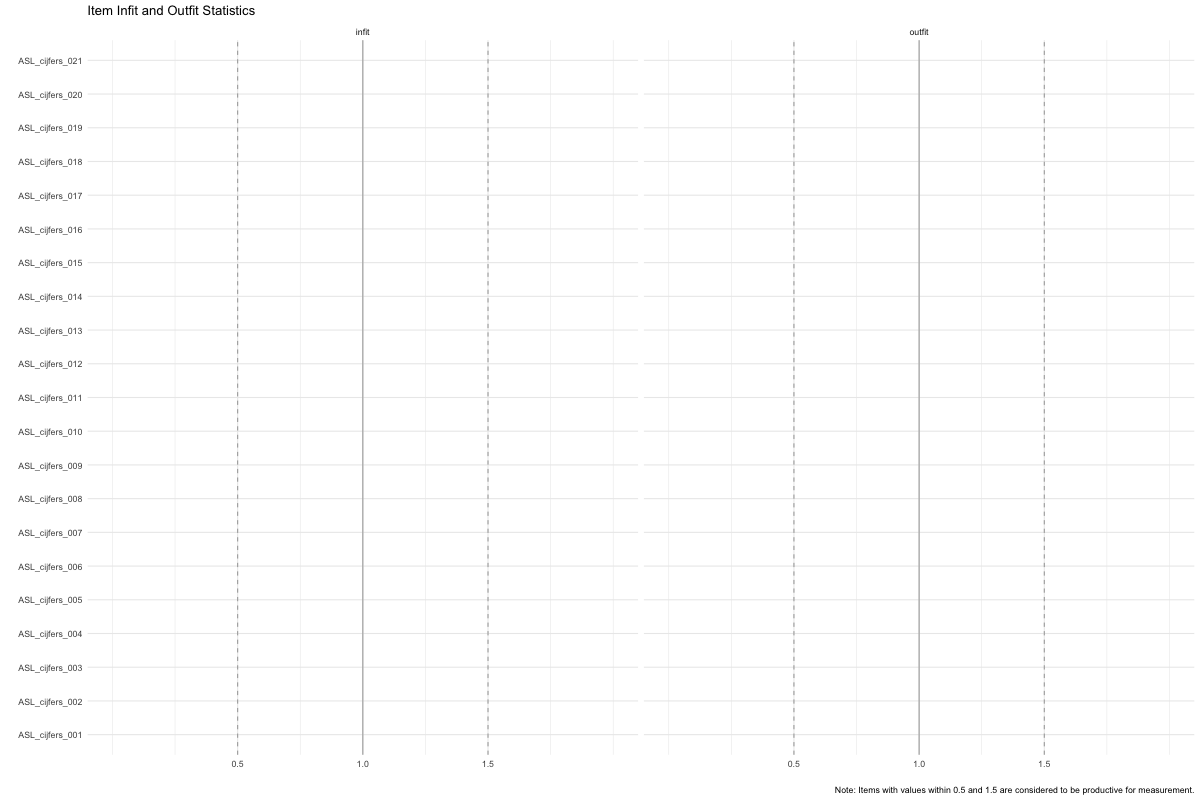 Item Infit and Outfit Statistics
infit
outfit
ASL_cijfers_021
ASL_cijfers_020
ASL_cijfers_019
ASL_cijfers_018
ASL_cijfers_017
ASL_cijfers_016
ASL_cijfers_015
ASL_cijfers_014
ASL_cijfers_013
ASL_cijfers_012
ASL_cijfers_011
ASL_cijfers_010
ASL_cijfers_009
ASL_cijfers_008
ASL_cijfers_007
ASL_cijfers_006
ASL_cijfers_005
ASL_cijfers_004
ASL_cijfers_003
ASL_cijfers_002
ASL_cijfers_001
0.5 1.0 1.5 0.5 1.0 1.5
Note: Items with values within 0.5 and 1.5 are considered to be productive for measurement.